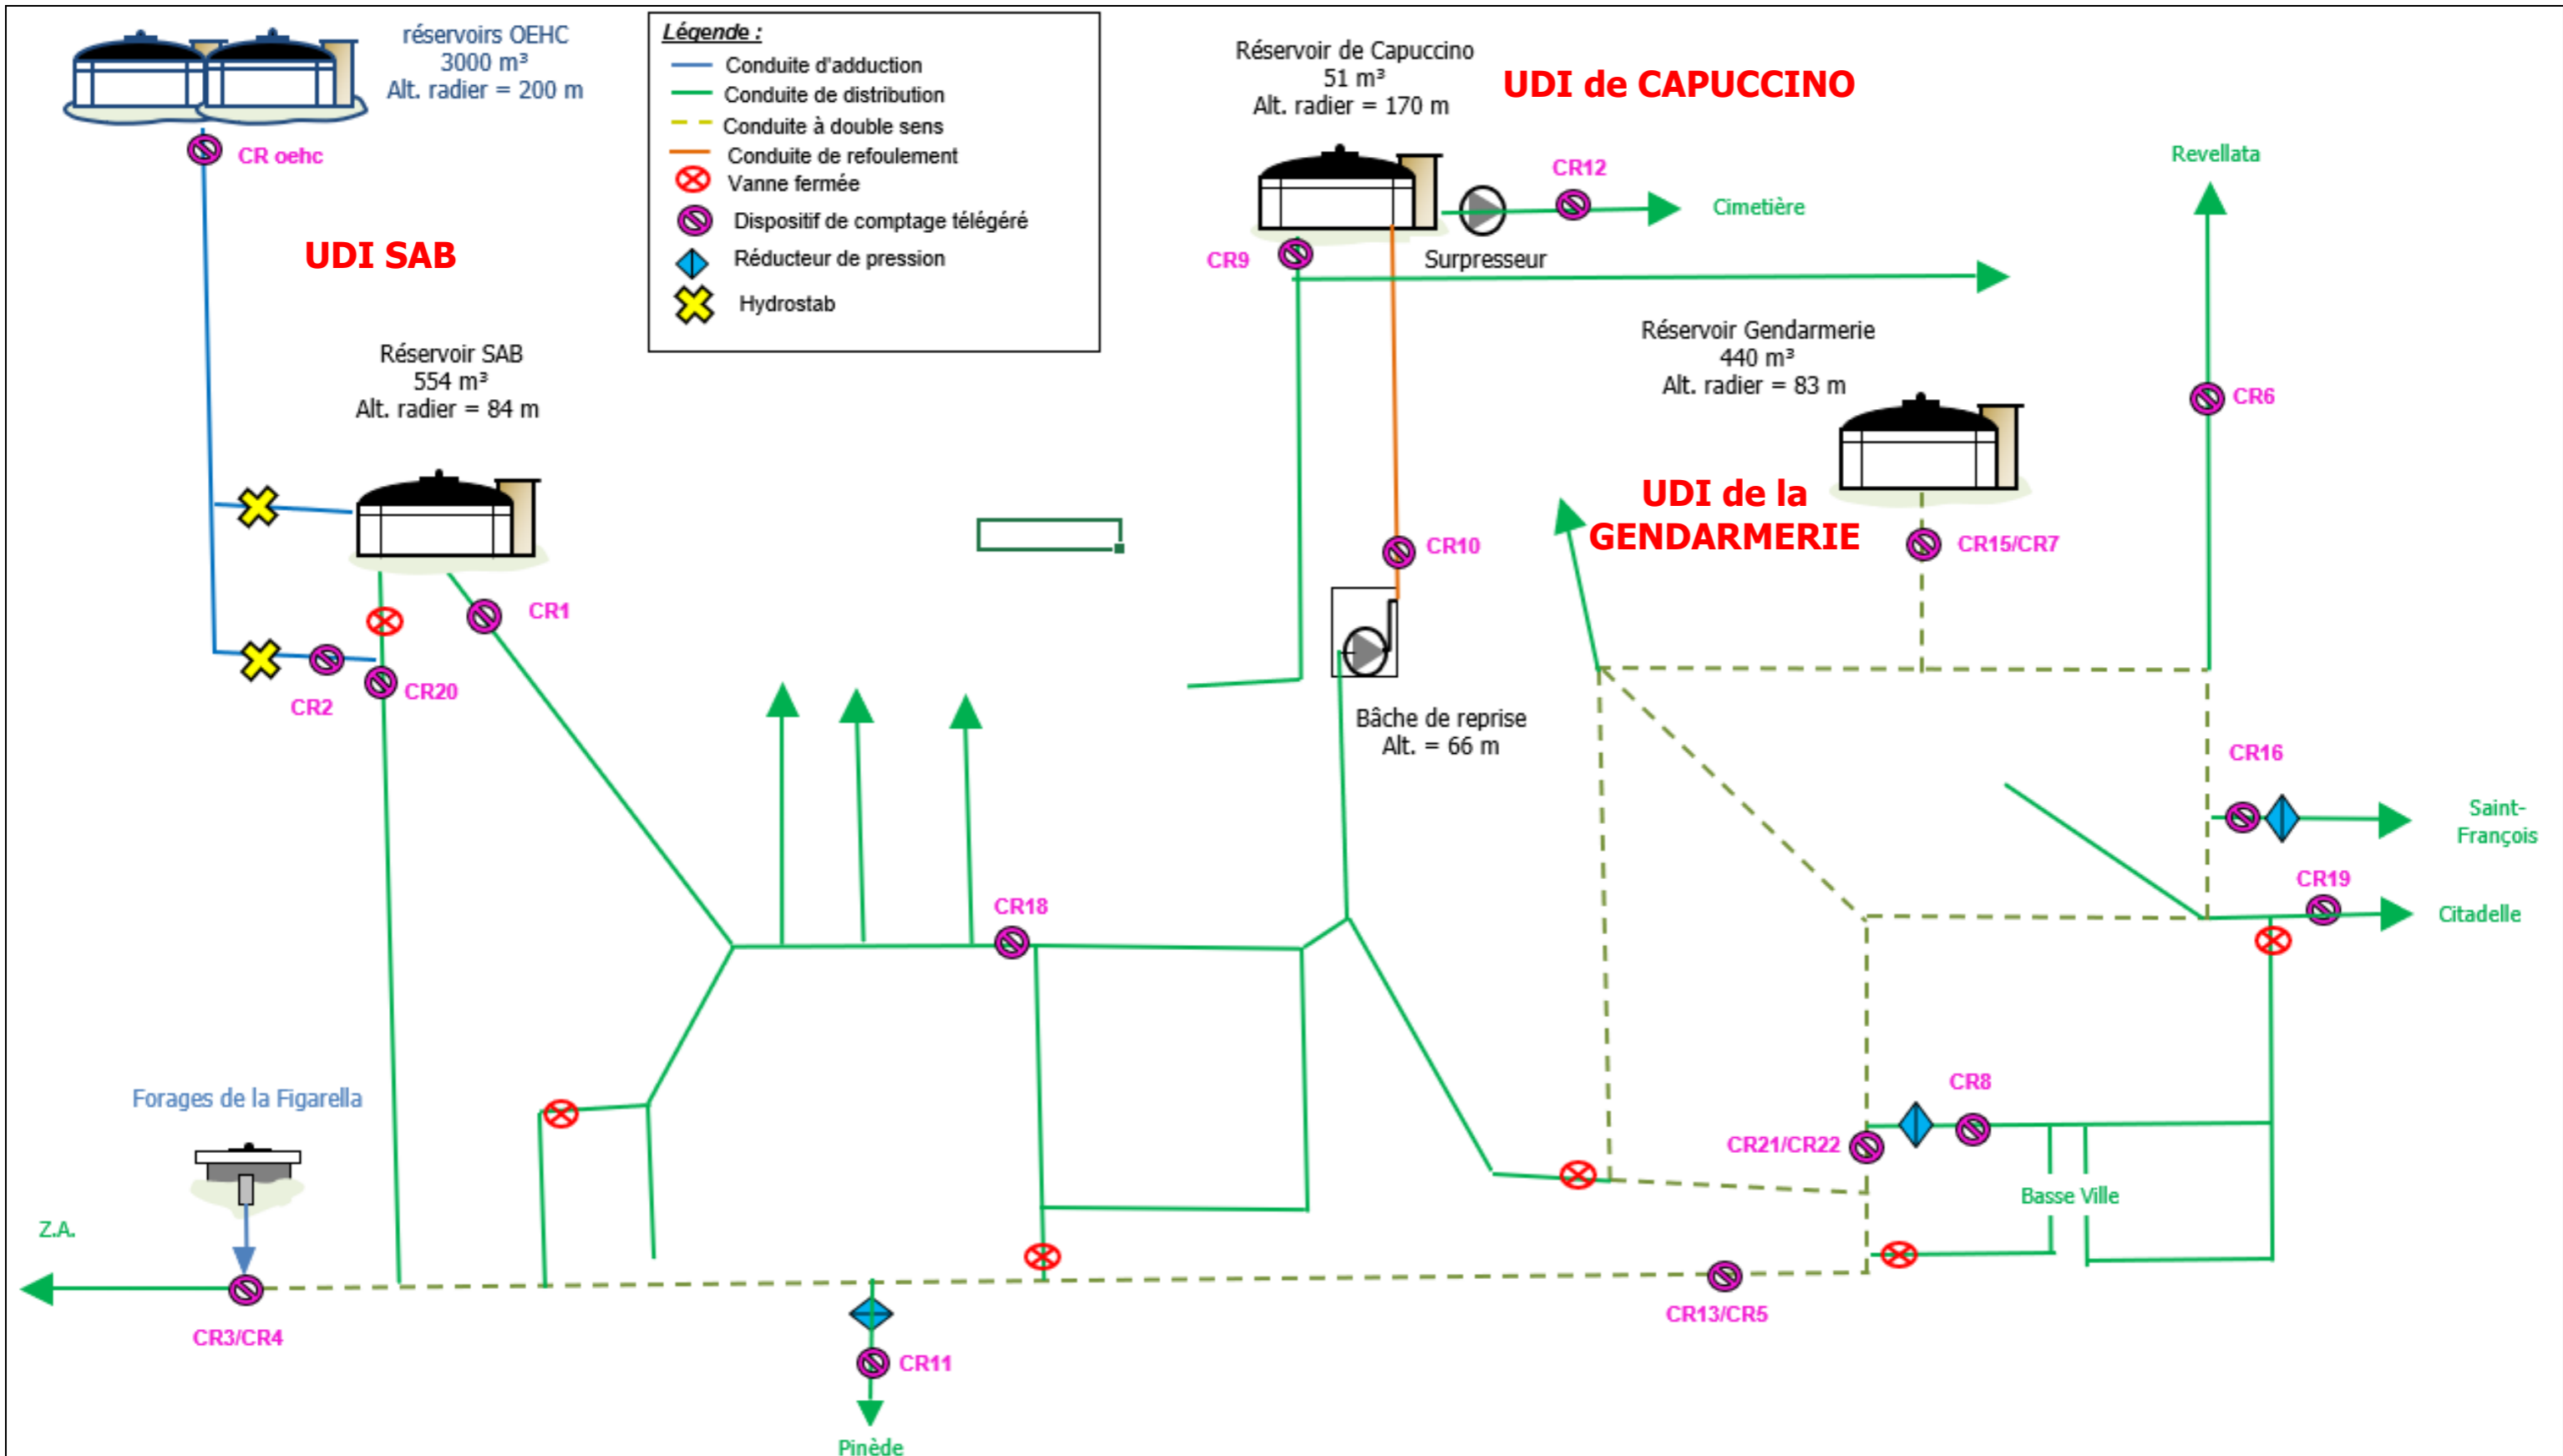 réservoirs OEHC
3000 m³
Alt. radier = 200 m
CR oehc
UDI SAB
Légende :
Conduite d'adduction
Conduite de distribution
Conduite à double sens
Conduite de refoulement
Vanne fermée
Dispositif de comptage télégéré
Réducteur de pression
Hydrostab
Réservoir de Capuccino
51 m³
Alt. radier = 170 m
UDI de CAPUCCINO
CR12
Cimetière
CR9
Surpresseur
Revellata
Réservoir Gendarmerie
440 m³
Alt. radier = 83 m
CR6
Réservoir SAB
554 m³
Alt. radier = 84 m
UDI de la
GENDARMERIE
CR15/CR7
CR10
CR1
CR20
CR2
Bâche de reprise
Alt. = 66 m
CR16
Saint-
François
CR19
Citadelle
CR18
Forages de la Figarella
CR8
CR21/CR22
Basse Ville
Z.A.
CR3/CR4
CR13/CR5
CR11
Pinède